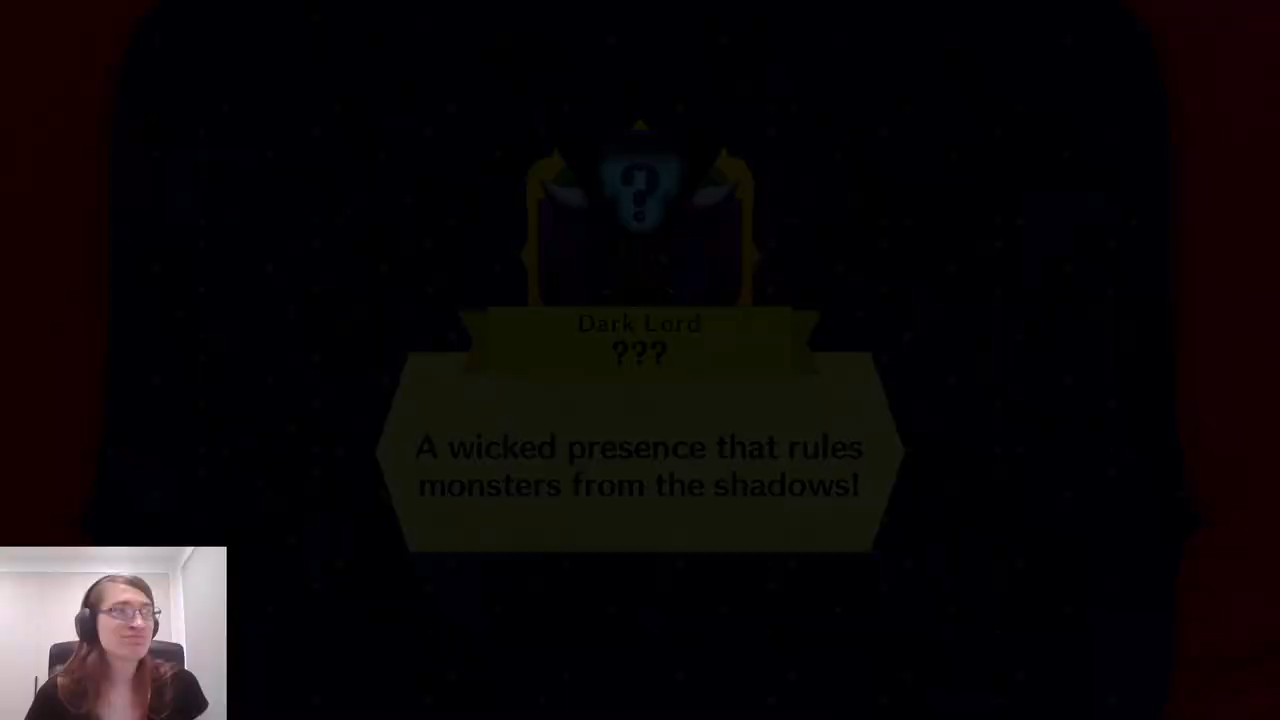 ?
Dark Lord
???
A wicked presence that rules
monsters from the shadows!